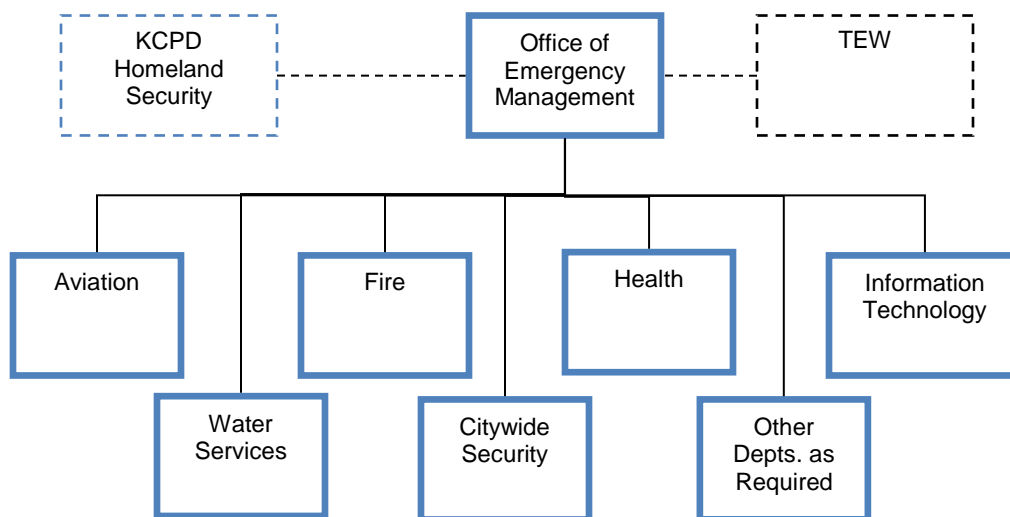 KCPD
Homeland
Security
Office of
Emergency
Management
TEW
Aviation
Fire
Health
Information
Technology
Water
Services
Citywide
Security
Other
Depts. as
Required